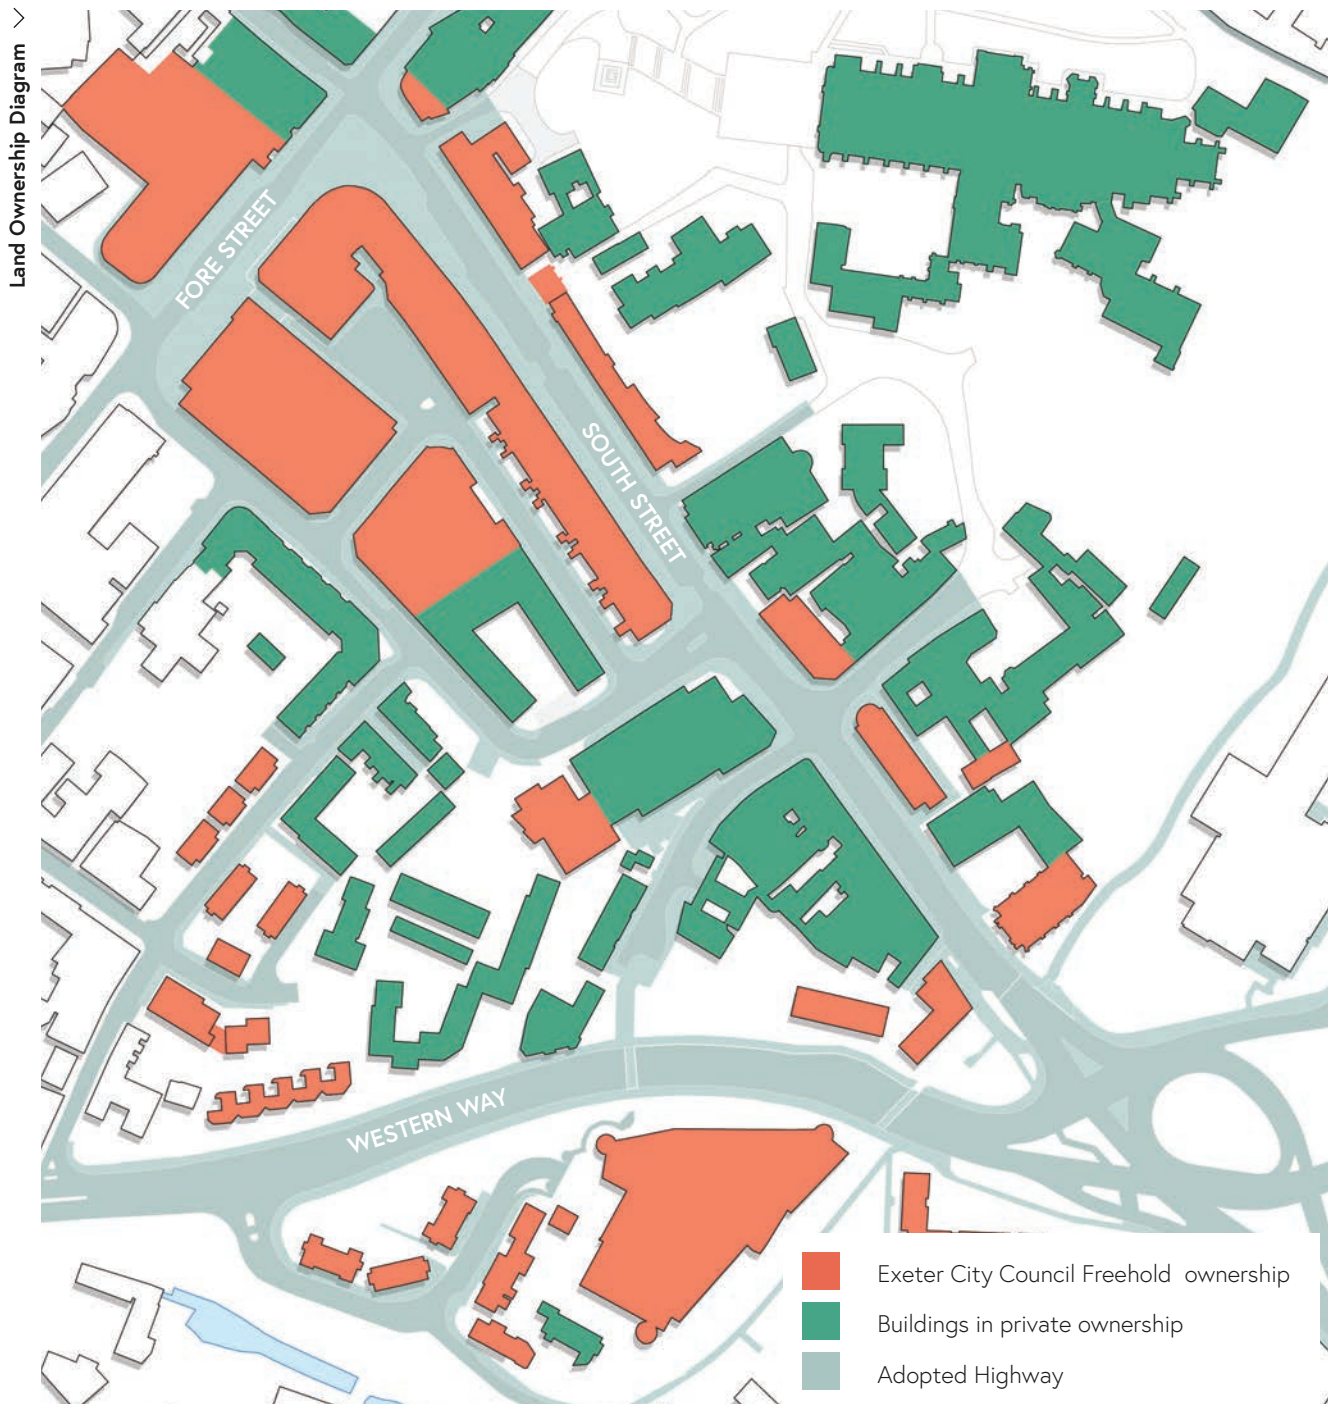 Land Ownership Diagram
FORE STREET
SOUTH STREET
WESTERN WAY
Exeter City Council Freehold ownership
Buildings in private ownership
Adopted Highway